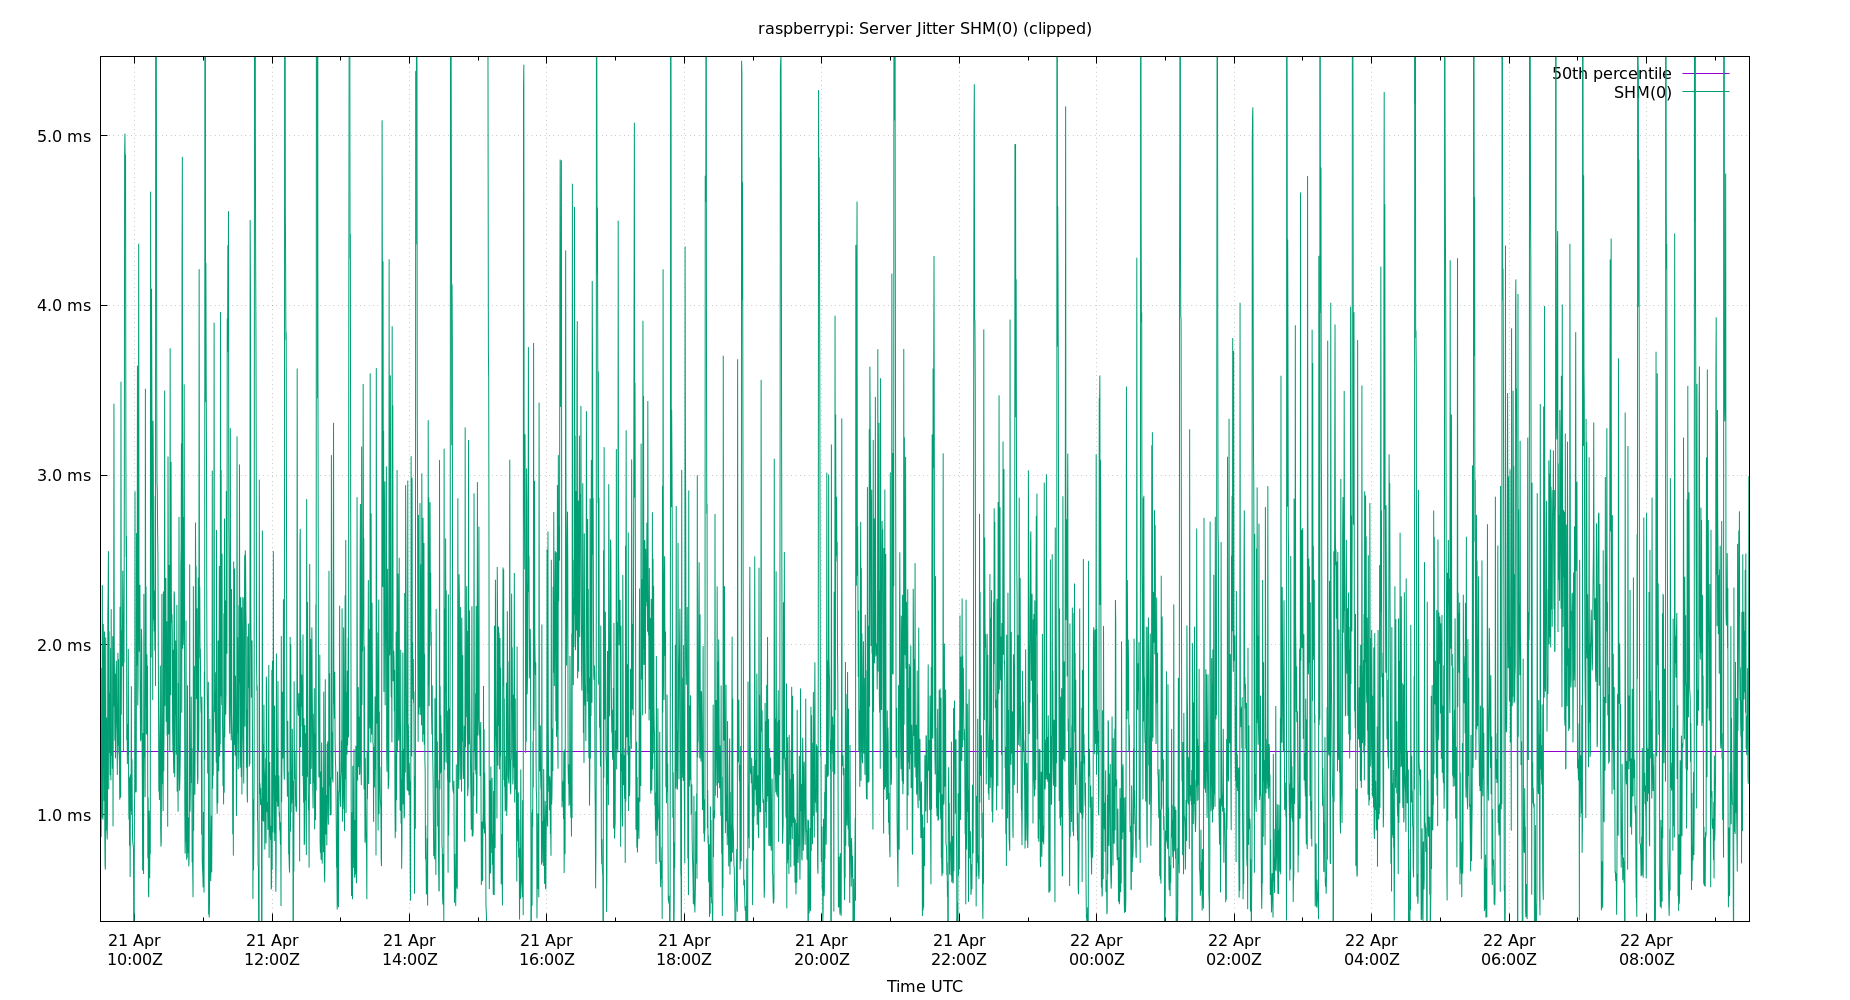 raspberrypi: Server Jitter SHM(0) (clipped)
50th percentile
SHM(0)
5.0 ms
4.0 ms
3.0 ms
2.0 ms
1.0 ms
21 Apr 21 Apr 21 Apr 21 Apr 21 Apr 21 Apr 21 Apr 22 Apr 22 Apr 22 Apr 22 Apr 22 Apr
10:00Z 12:00Z 14:00Z 16:00Z 18:00Z 20:00Z 22:00Z 00:00Z 02:00Z 04:00Z 06:00Z 08:00Z
Time UTC